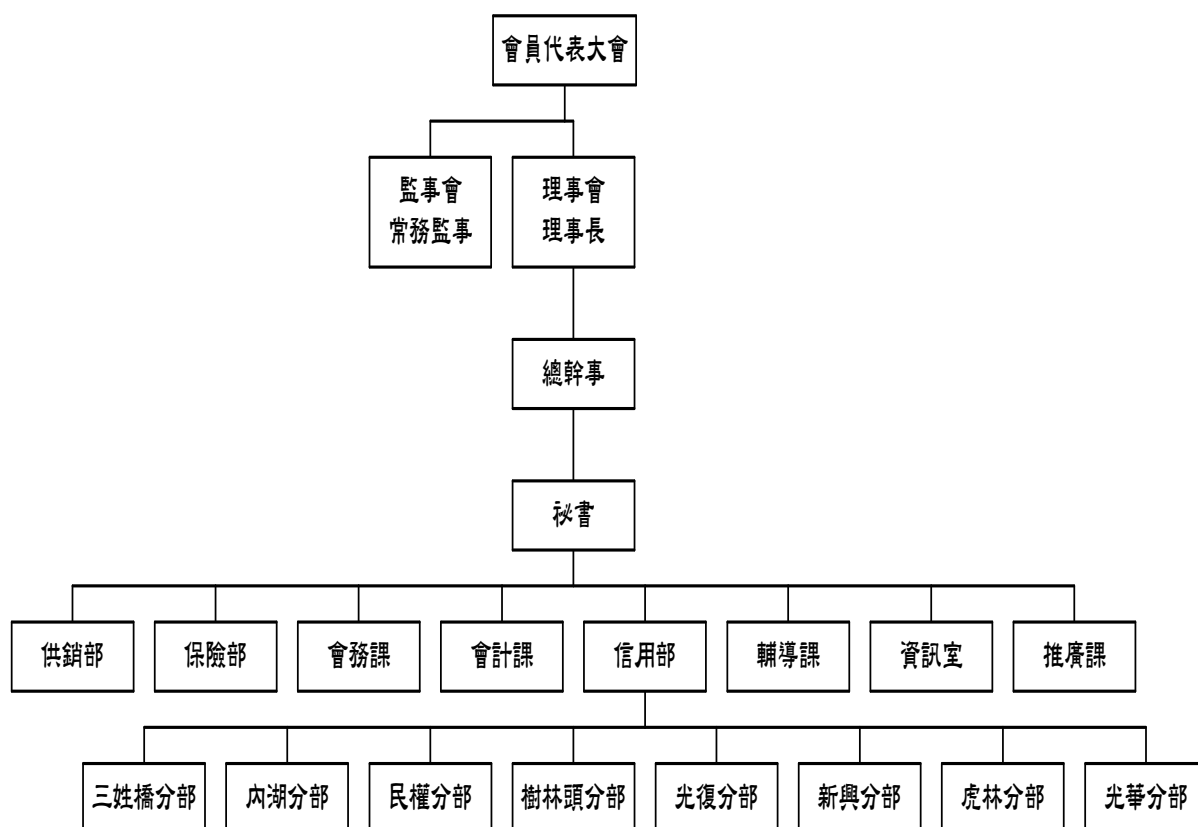 會員代表大會
監事會
常務監事
理事會
理事長
總幹事
祕書
供銷部
保險部
會務課
會計課
信用部
輔導課
資訊室
推廣課
三姓橋分部
內湖分部
民權分部
樹林頭分部
光復分部
新興分部
虎林分部
光華分部